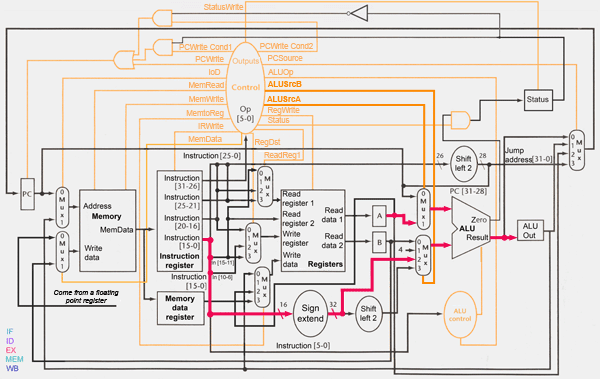 StatusWrite
PCWrite Cond1
PCWrite Cond2
PCWrite
PCSource
Outputs
IoD
ALUOp
MemRead
ALUSrcB
Control
MemWrite
ALUSrcA
MemtoReg
Op
[5-0]
RegWrite
IRWrite
Status
MemData
RegDst
ReadReg1
Status
Instruction [25-0]
26
28
Shift
left 2
Jump
address[31-0]
PC [31-28]
PC
0
Mux
1
Address
Memory
MemData
Write
data
0
Mux
1
Instruction
[31-26]
Instruction
[25-21]
Instruction
[20-16]
Instruction
[15-0]
Instruction
register
Instruction
[15-0]
Memory
data
register
in [15-11]
in [10-6]
0
1
2
3
Mux
0
1
2
Mux
0
1
2
3
Mux
Read
register 1
Read
register 2
Write
register
Write
data
Read
data 1
Read
data 2
Registers
A
B
4
0
1
2
Mux
0
1
2
3
Mux
Zero
ALU
Result
ALU
Out
0
1
2
3
Mux
Come from a floating
point register
16
Sign
extend
32
Shift
left 2
ALU
control
Instruction [5-0]
IF
ID
EX
MEM
WB